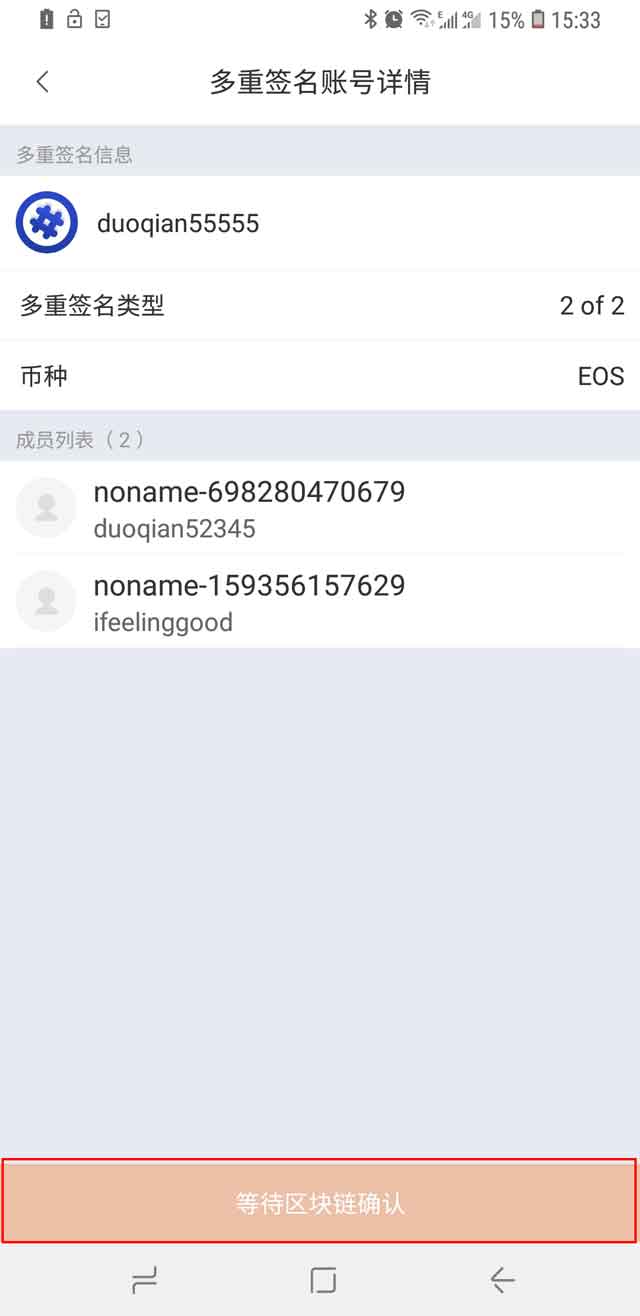 15% 15:33
多重签名账号详情
多重签名信息
duoqian55555
多重签名类型 2 of 2
币种 EOS
成员列表（2）
noname-698280470679
duoqian52345
noname-159356157629
ifeelinggood
等待区块链确认